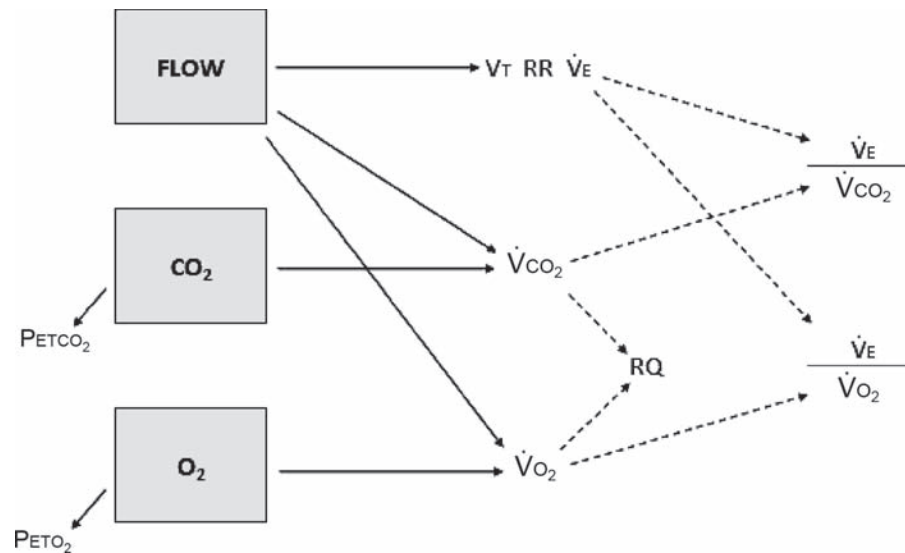 FLOW
VT RR V̇E
V̇E
V̇CO₂
CO₂
V̇CO₂
PETCO₂
RQ
V̇E
V̇O₂
O₂
V̇O₂
PETO₂